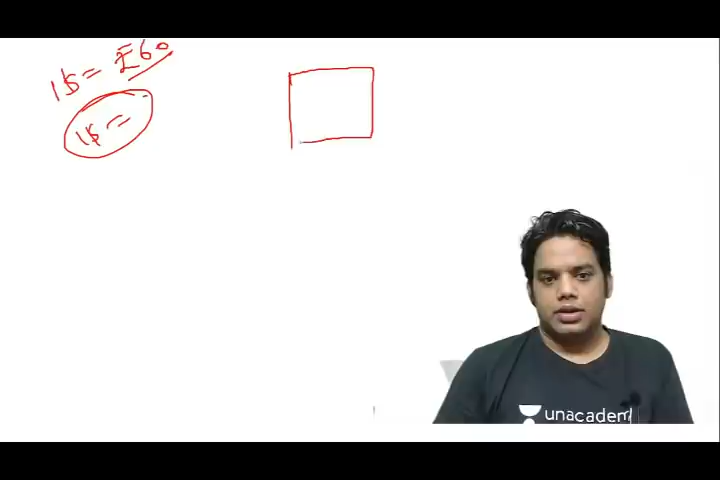 1$ = ₹60
1$ =
unacademy